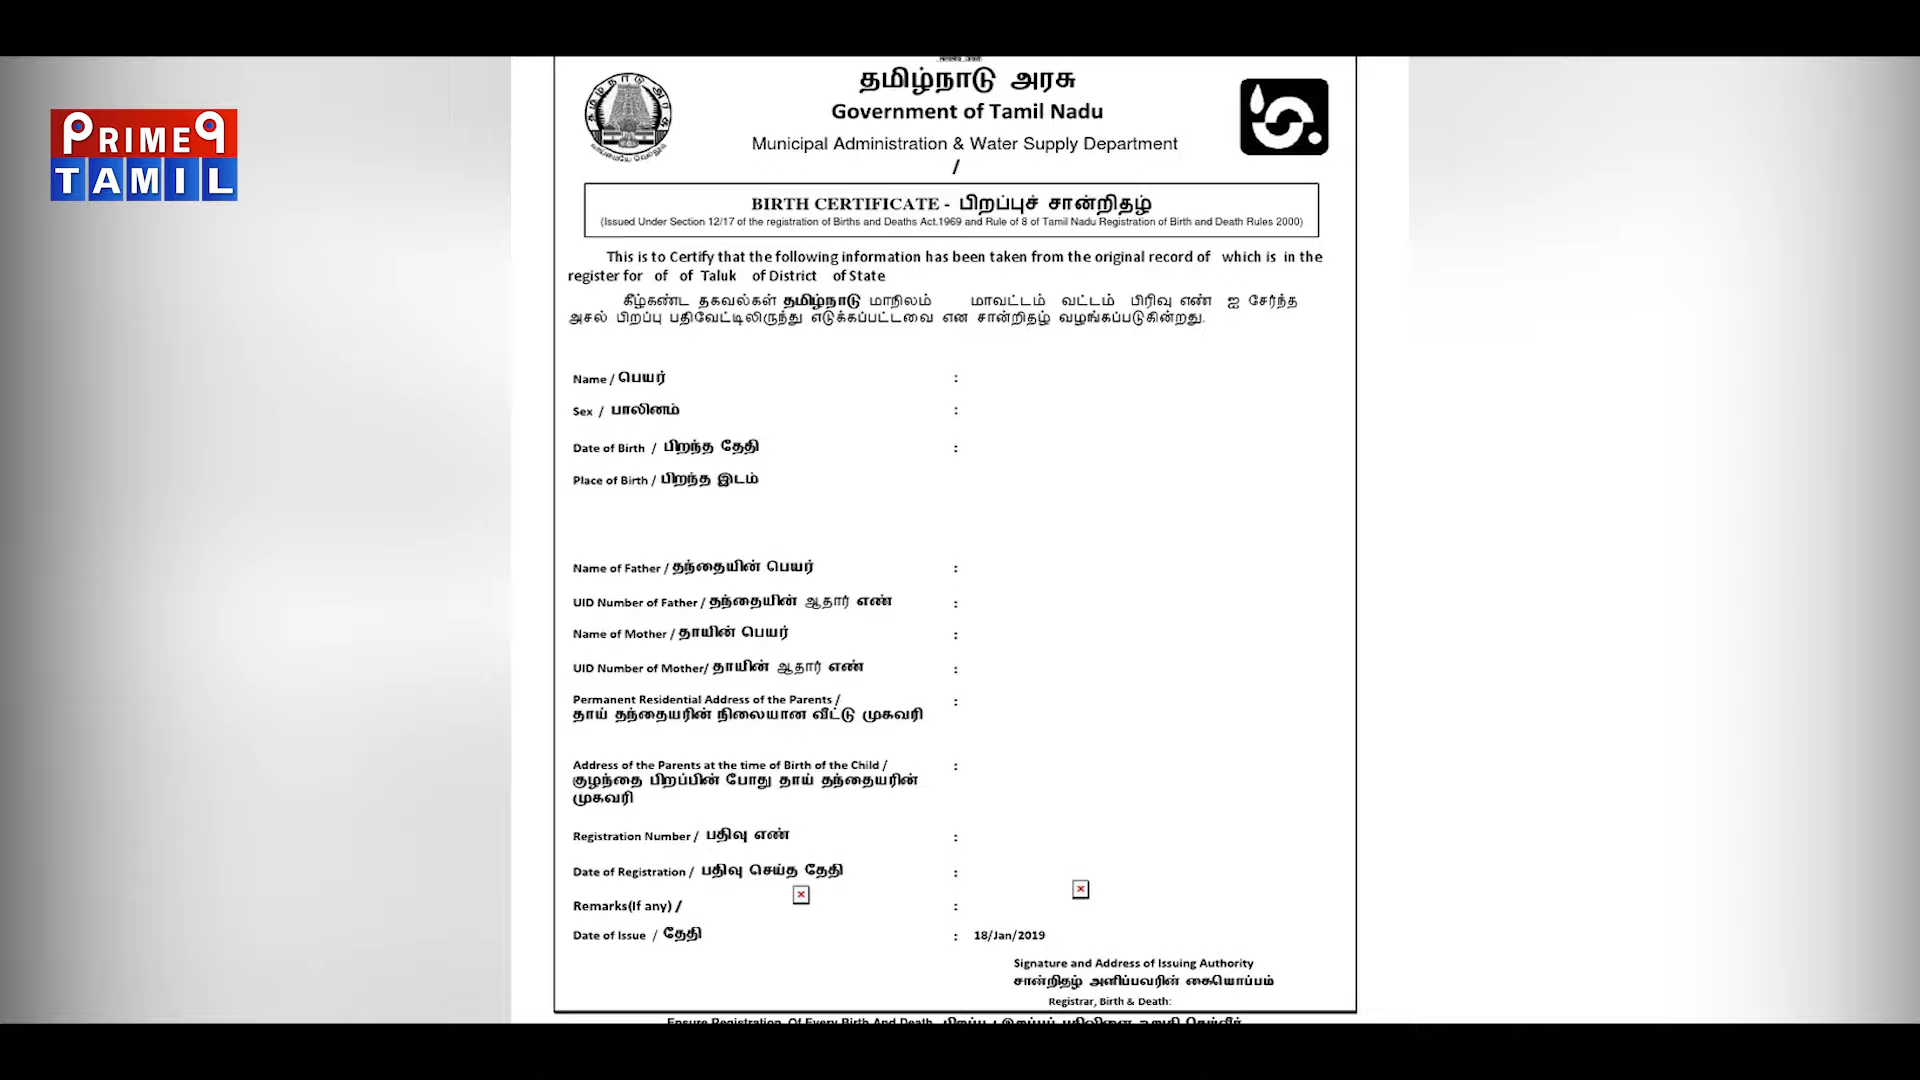 PRIME9
TAMIL
தமிழ்நாடு அரசு
Government of Tamil Nadu
Municipal Administration & Water Supply Department
/
BIRTH CERTIFICATE - பிறப்புச் சான்றிதழ்
(Issued Under Section 12/17 of the registration of Births and Deaths Act.1969 and Rule of 8 of Tamil Nadu Registration of Birth and Death Rules 2000)
This is to Certify that the following information has been taken from the original record of which is in the
register for of of Taluk of District of State
கீழ்கண்ட தகவல்கள் தமிழ்நாடு மாநிலம் மாவட்டம் வட்டம் பிரிவு எண் ஐ சேர்ந்த
அசல் பிறப்பு பதிவேட்டிலிருந்து எடுக்கப்பட்டவை என சான்றிதழ் வழங்கப்படுகின்றது.
Name / பெயர் :
Sex / பாலினம் :
Date of Birth / பிறந்த தேதி :
Place of Birth / பிறந்த இடம்
Name of Father / தந்தையின் பெயர் :
UID Number of Father / தந்தையின் ஆதார் எண் :
Name of Mother / தாயின் பெயர் :
UID Number of Mother/ தாயின் ஆதார் எண் :
Permanent Residential Address of the Parents / :
தாய் தந்தையரின் நிலையான வீட்டு முகவரி
Address of the Parents at the time of Birth of the Child / :
குழந்தை பிறப்பின் போது தாய் தந்தையரின்
முகவரி
Registration Number / பதிவு எண் :
Date of Registration / பதிவு செய்த தேதி :
Remarks(If any) / :
Date of Issue / தேதி : 18/Jan/2019
Signature and Address of Issuing Authority
சான்றிதழ் அளிப்பவரின் கையொப்பம்
Registrar, Birth & Death:
Ensure Registration Of Every Birth And Death